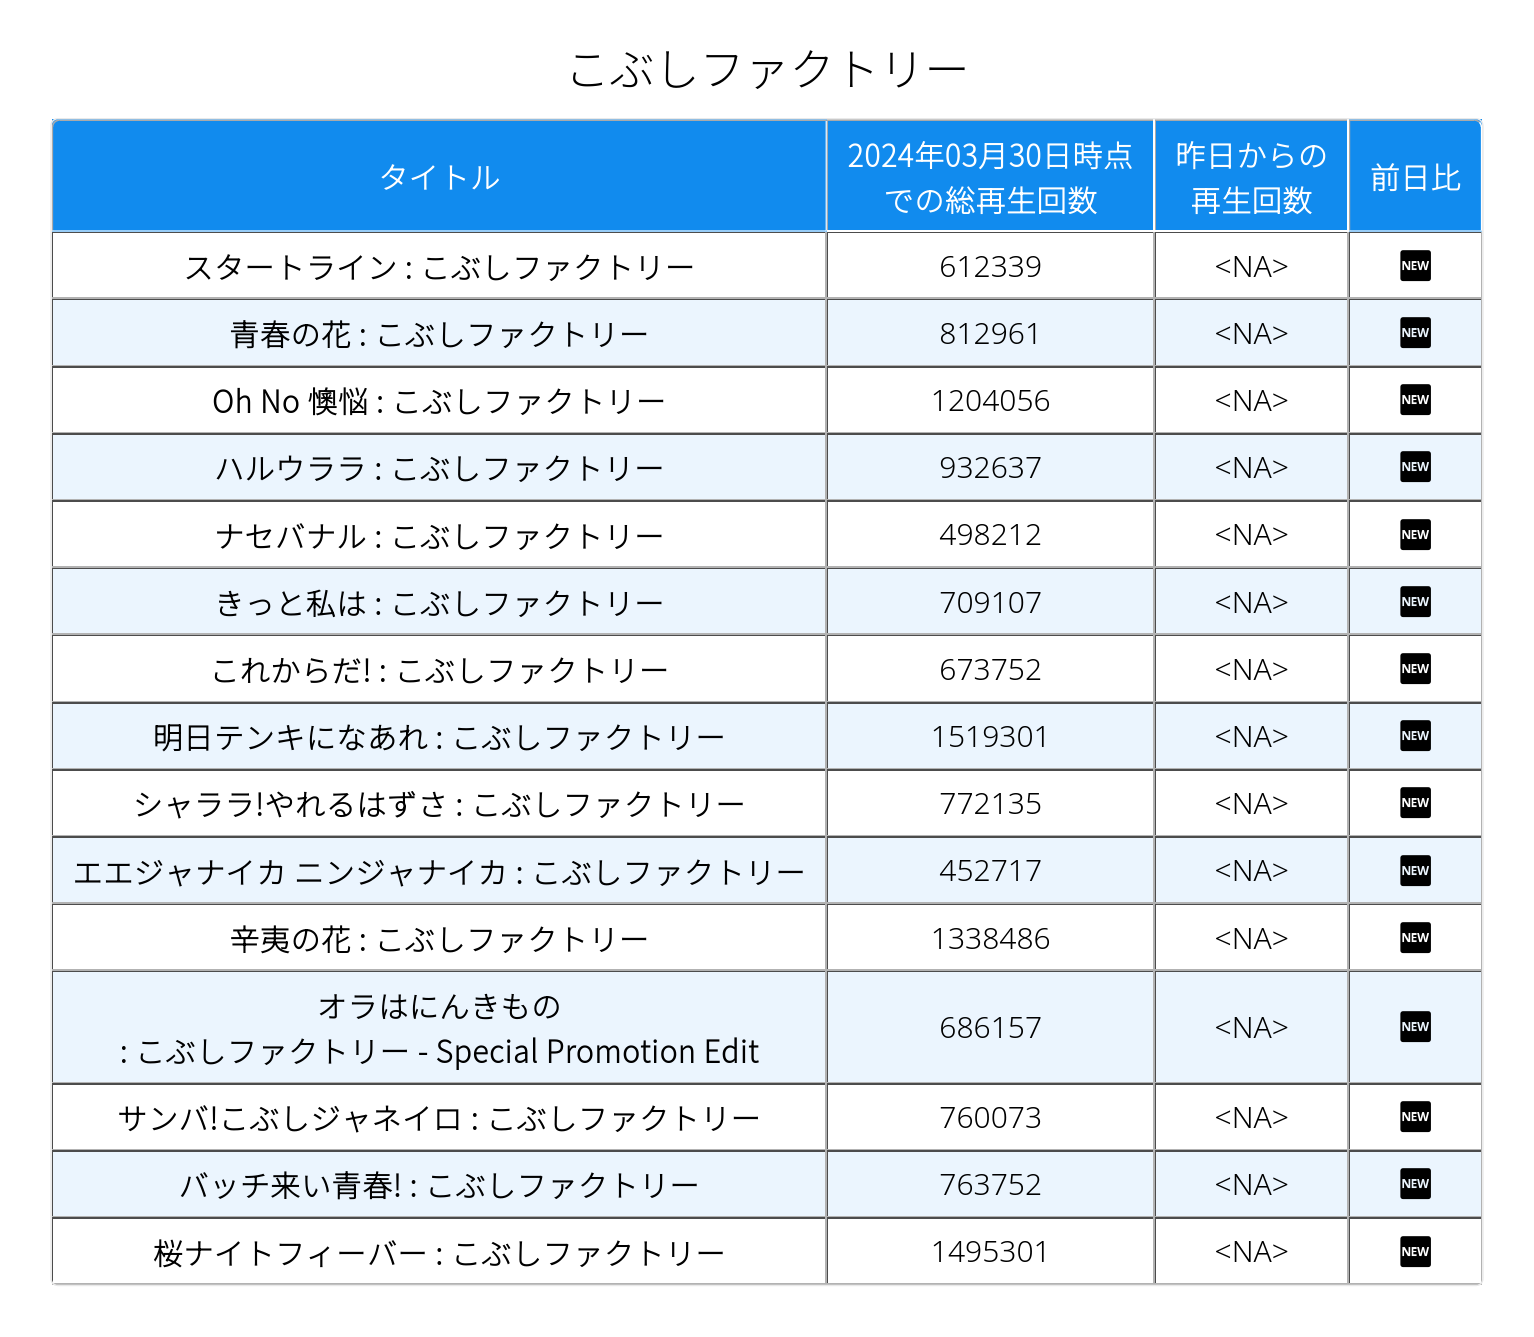 こぶしファクトリー
タイトル
2024年03月30日時点
での総再生回数
昨日からの
再生回数
前日比
スタートライン : こぶしファクトリー 612339 <NA> NEW
青春の花 : こぶしファクトリー 812961 <NA> NEW
Oh No 懊悩 : こぶしファクトリー 1204056 <NA> NEW
ハルウララ : こぶしファクトリー 932637 <NA> NEW
ナセバナル : こぶしファクトリー 498212 <NA> NEW
きっと私は : こぶしファクトリー 709107 <NA> NEW
これからだ! : こぶしファクトリー 673752 <NA> NEW
明日テンキになあれ : こぶしファクトリー 1519301 <NA> NEW
シャララ!やれるはずさ : こぶしファクトリー 772135 <NA> NEW
エエジャナイカ ニンジャナイカ : こぶしファクトリー 452717 <NA> NEW
辛夷の花 : こぶしファクトリー 1338486 <NA> NEW
オラはにんきもの
: こぶしファクトリー - Special Promotion Edit 686157 <NA> NEW
サンバ!こぶしジャネイロ : こぶしファクトリー 760073 <NA> NEW
バッチ来い青春! : こぶしファクトリー 763752 <NA> NEW
桜ナイトフィーバー : こぶしファクトリー 1495301 <NA> NEW